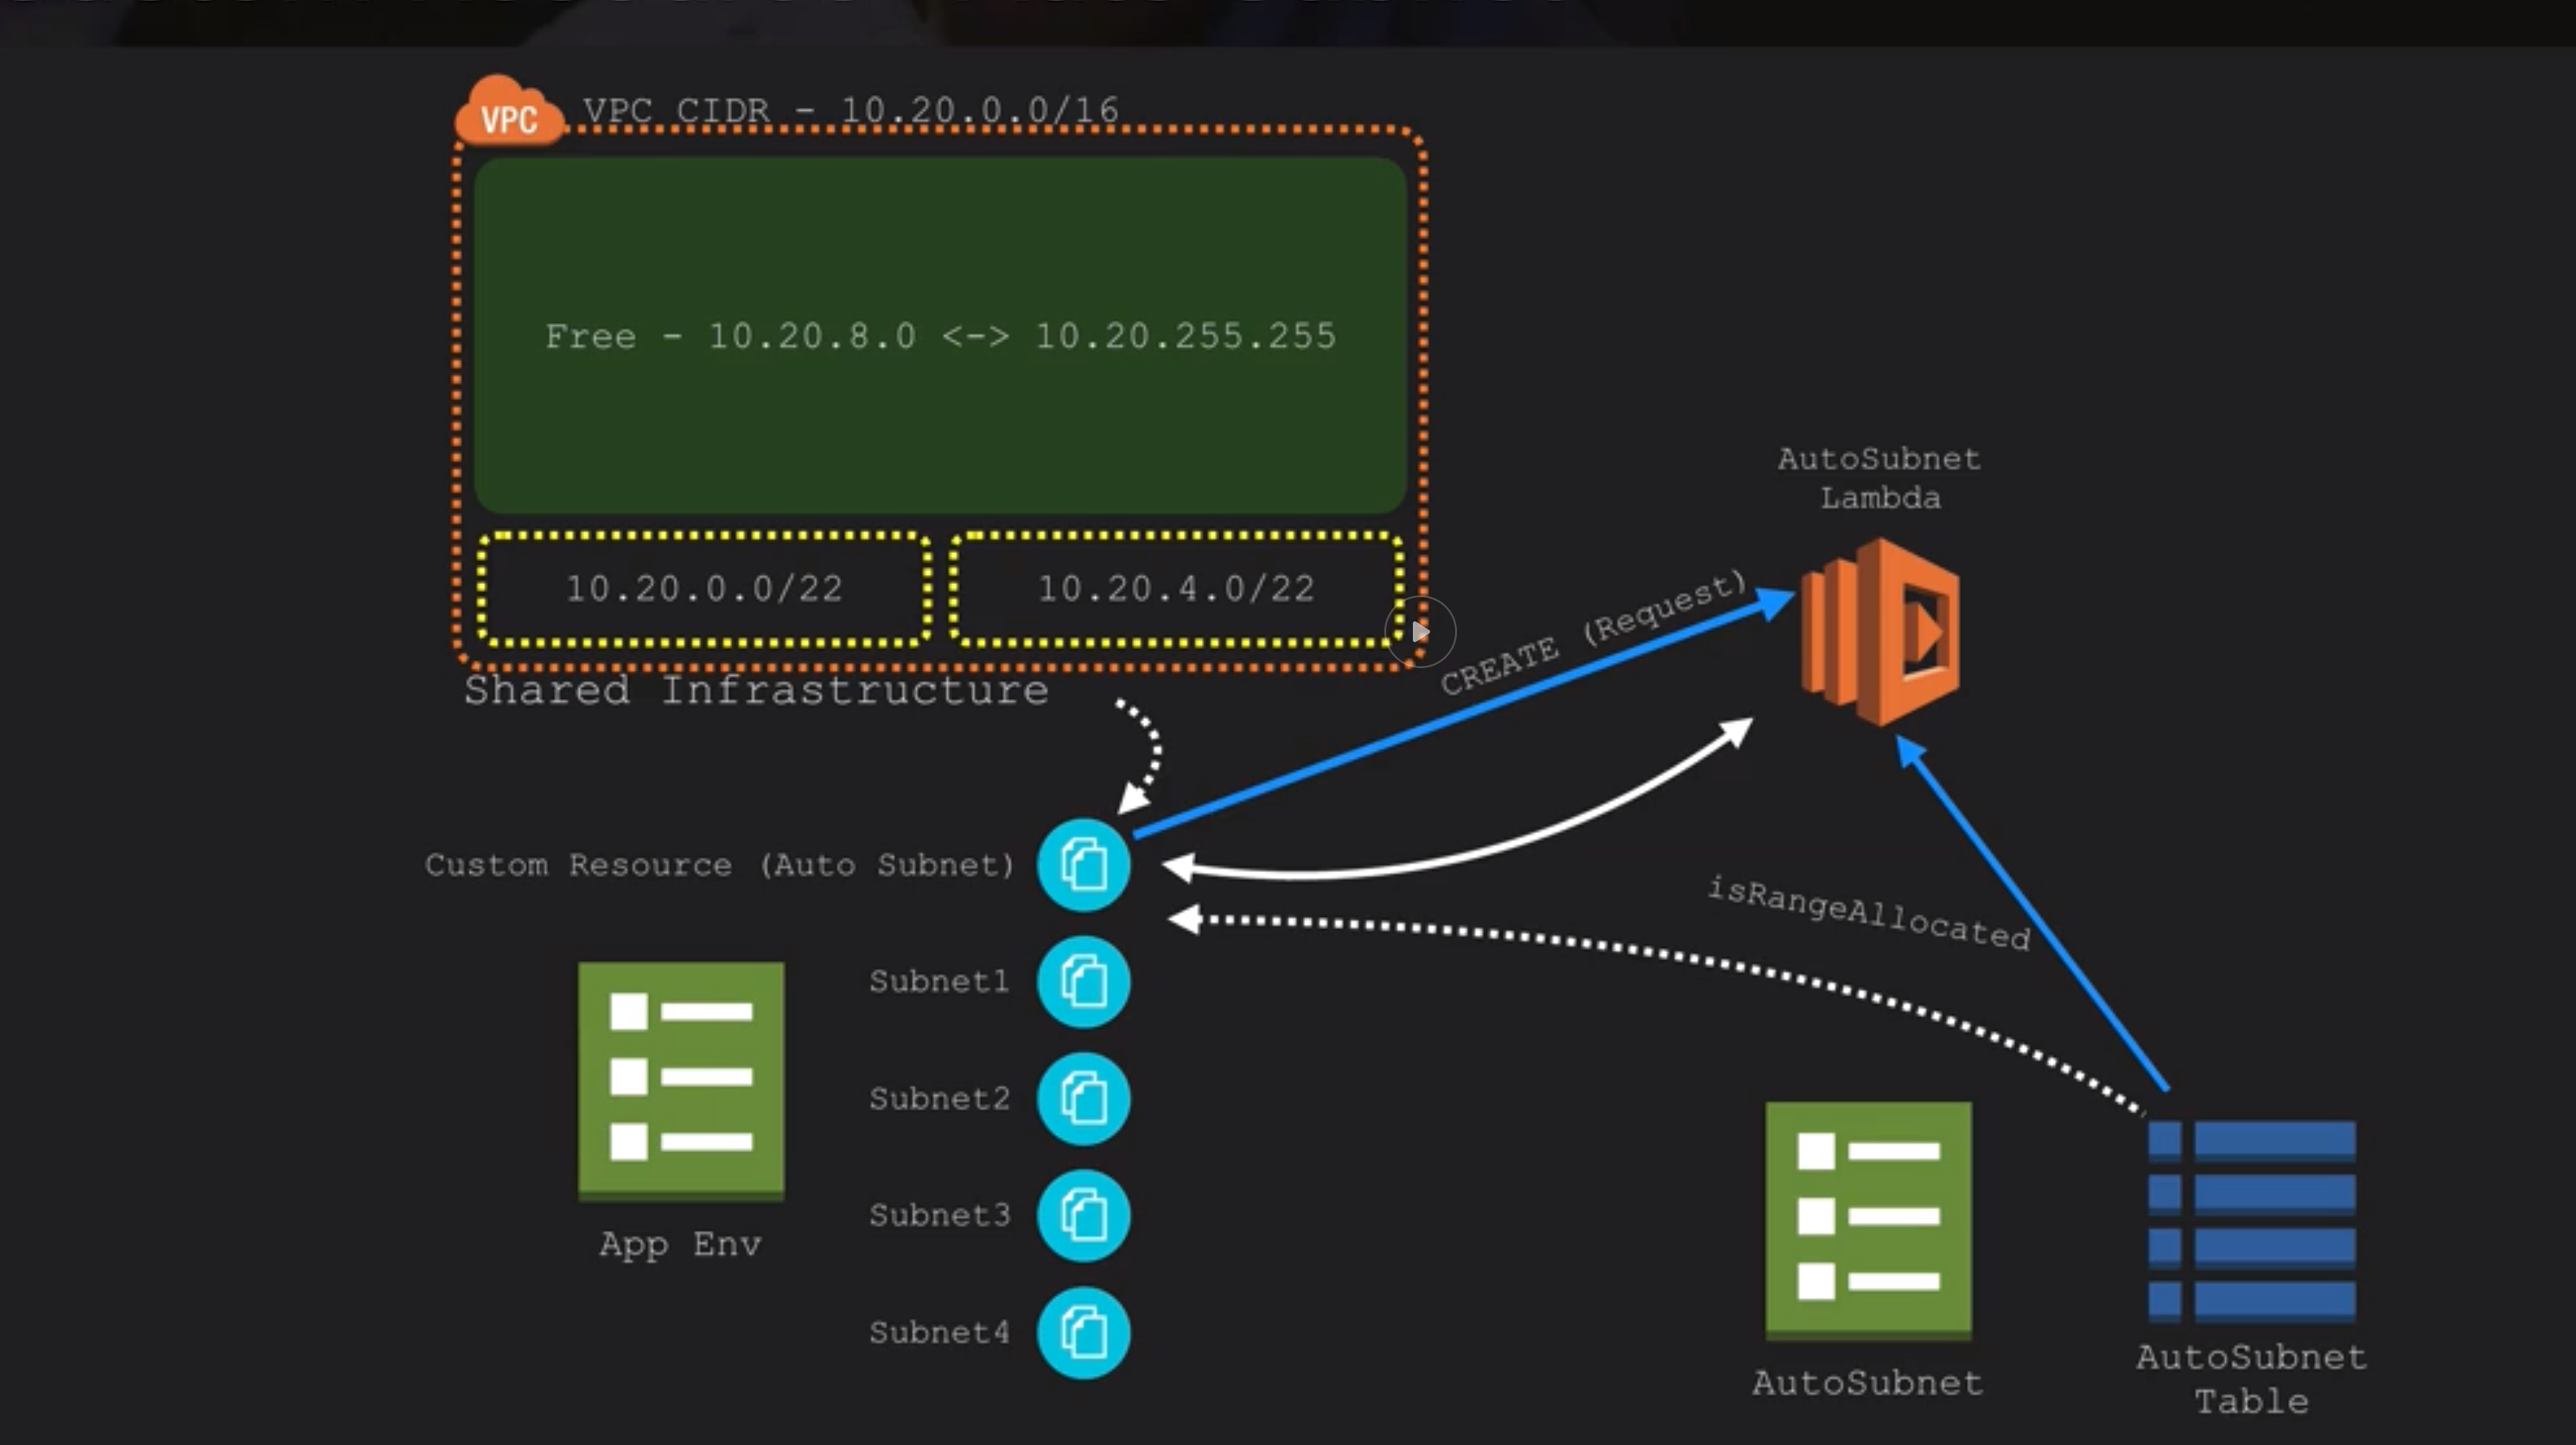 VPC
VPC CIDR - 10.20.0.0/16
Free - 10.20.8.0 <-> 10.20.255.255
10.20.0.0/22
10.20.4.0/22
Shared Infrastructure
AutoSubnet
Lambda
CREATE (Request)
Custom Resource (Auto Subnet)
isRangeAllocated
Subnet1
Subnet2
Subnet3
Subnet4
App Env
AutoSubnet
AutoSubnet
Table